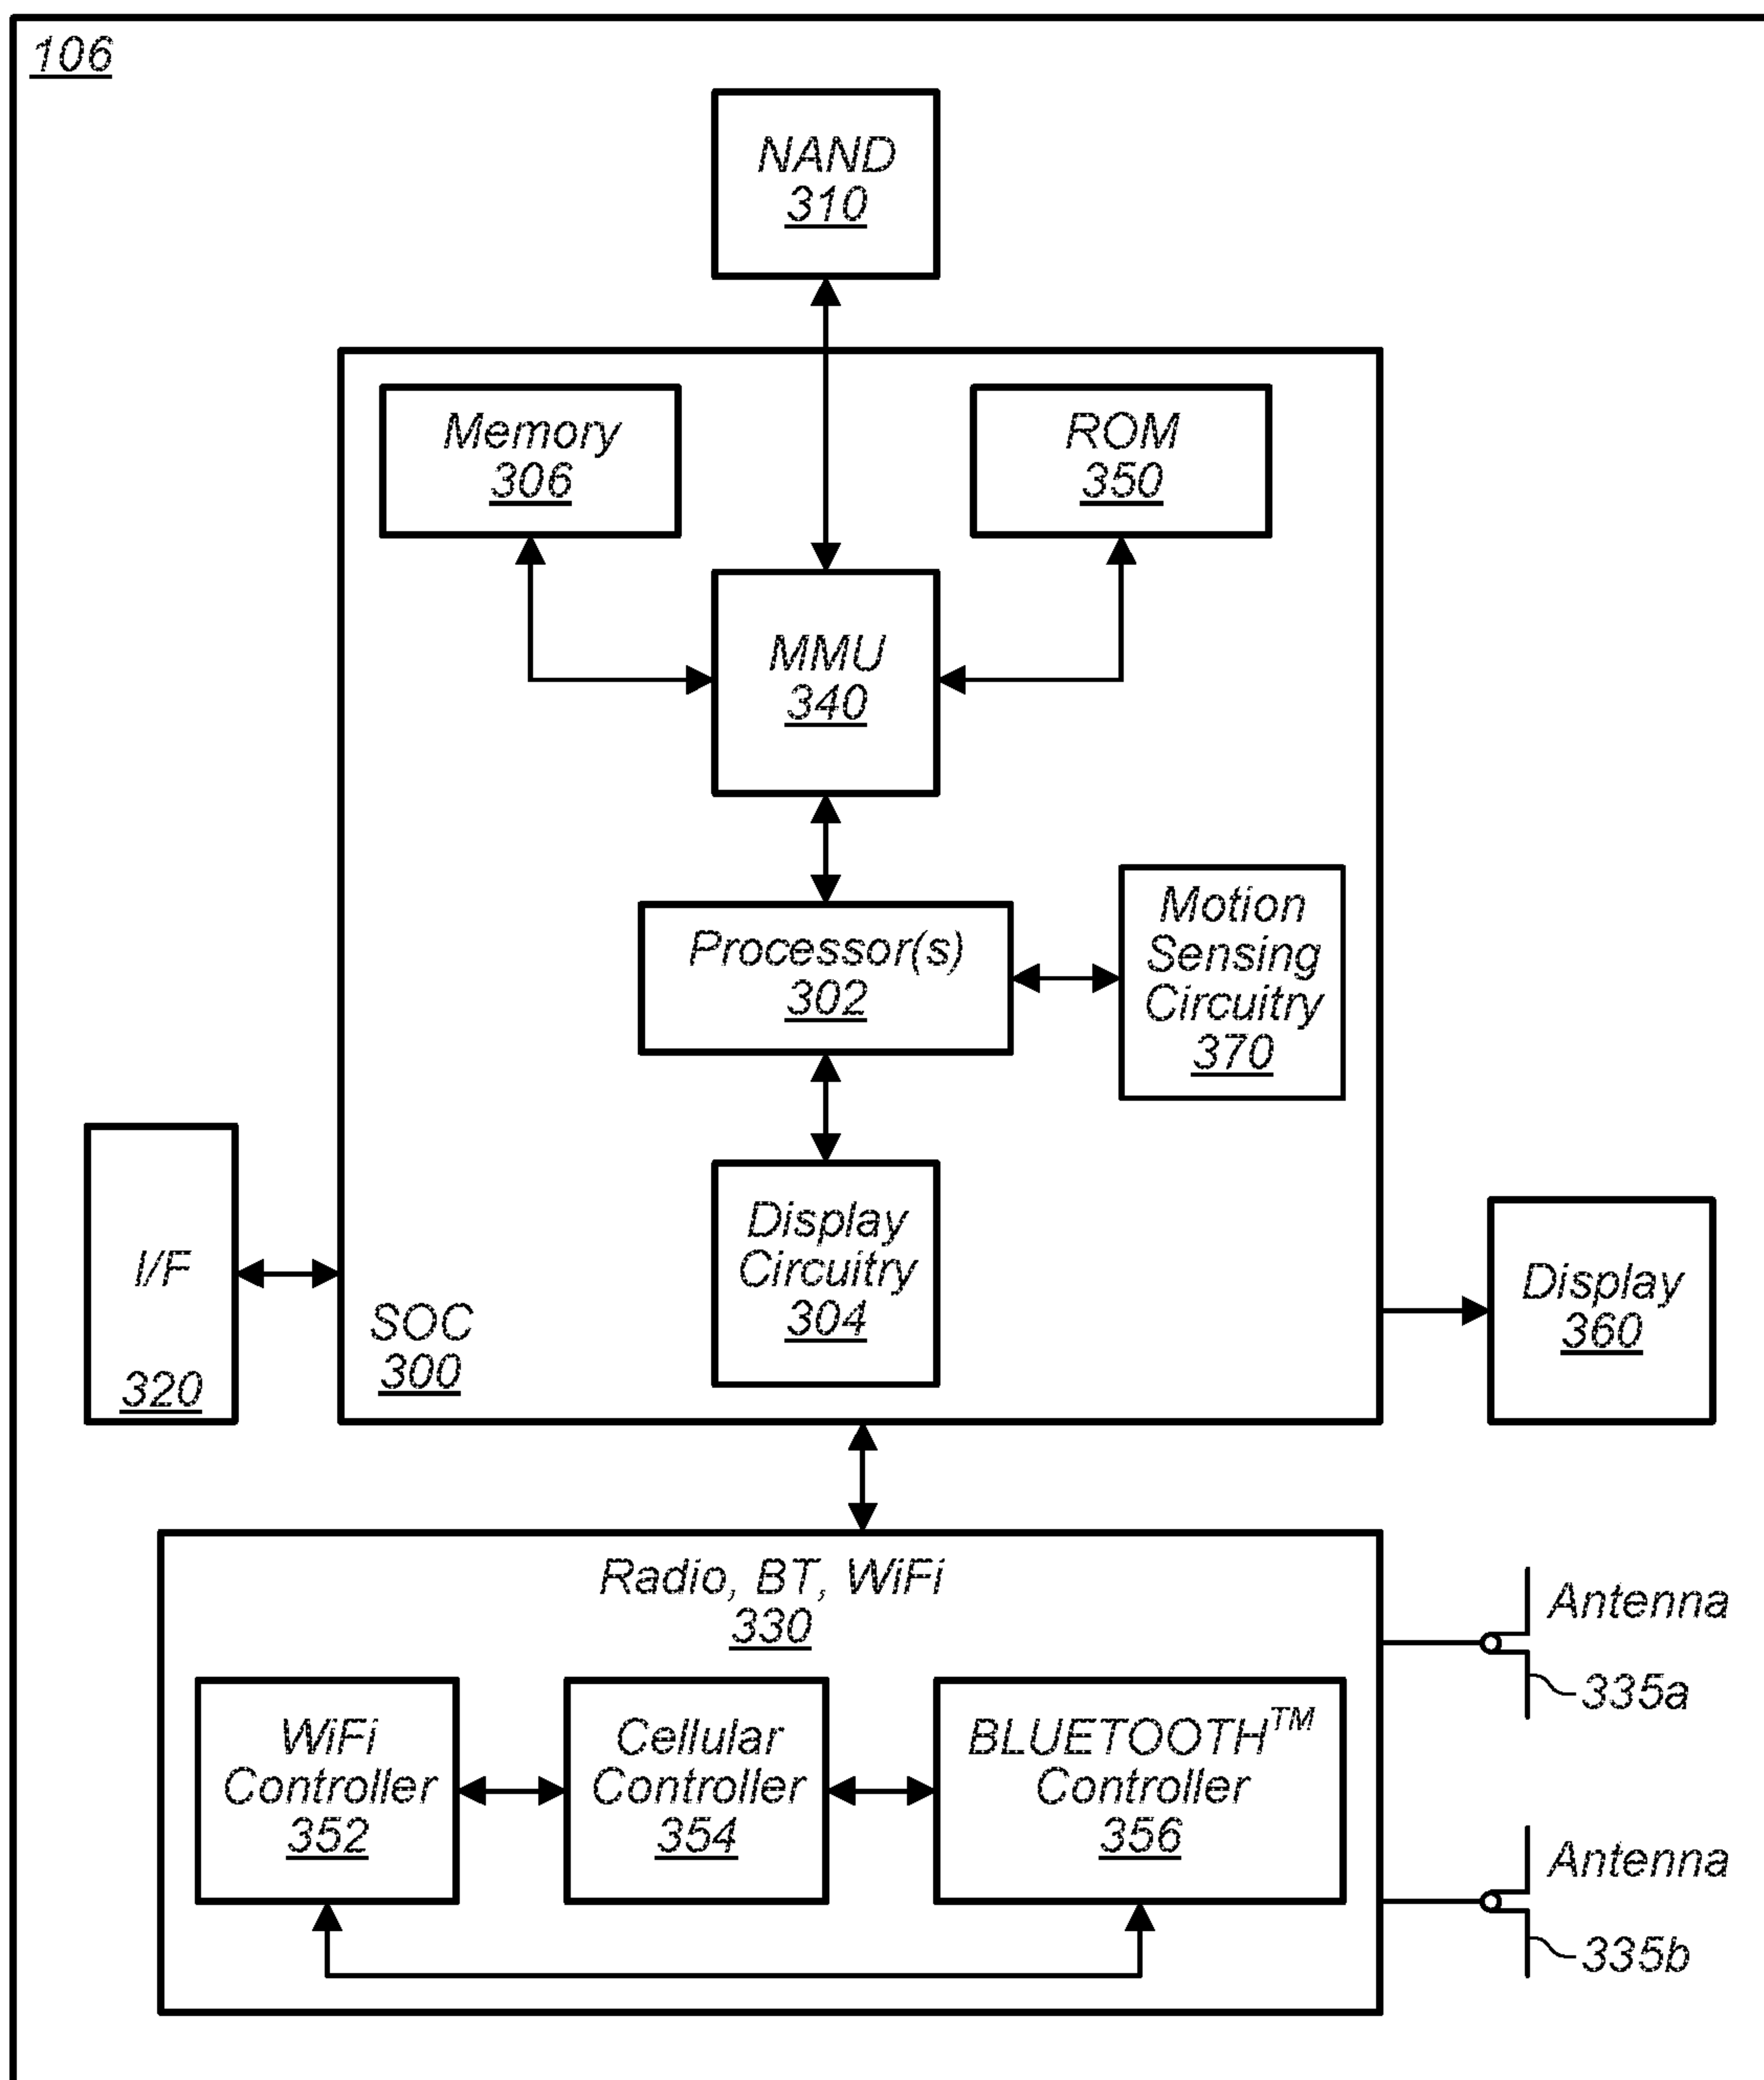 106
NAND
310
Memory
306
ROM
350
MMU
340
Processor(s)
302
Motion
Sensing
Circuitry
370
Display
Circuitry
304
I/F
320
SOC
300
Display
360
Radio, BT, WiFi
330
WiFi
Controller
352
Cellular
Controller
354
BLUETOOTH™
Controller
356
Antenna
335a
Antenna
335b